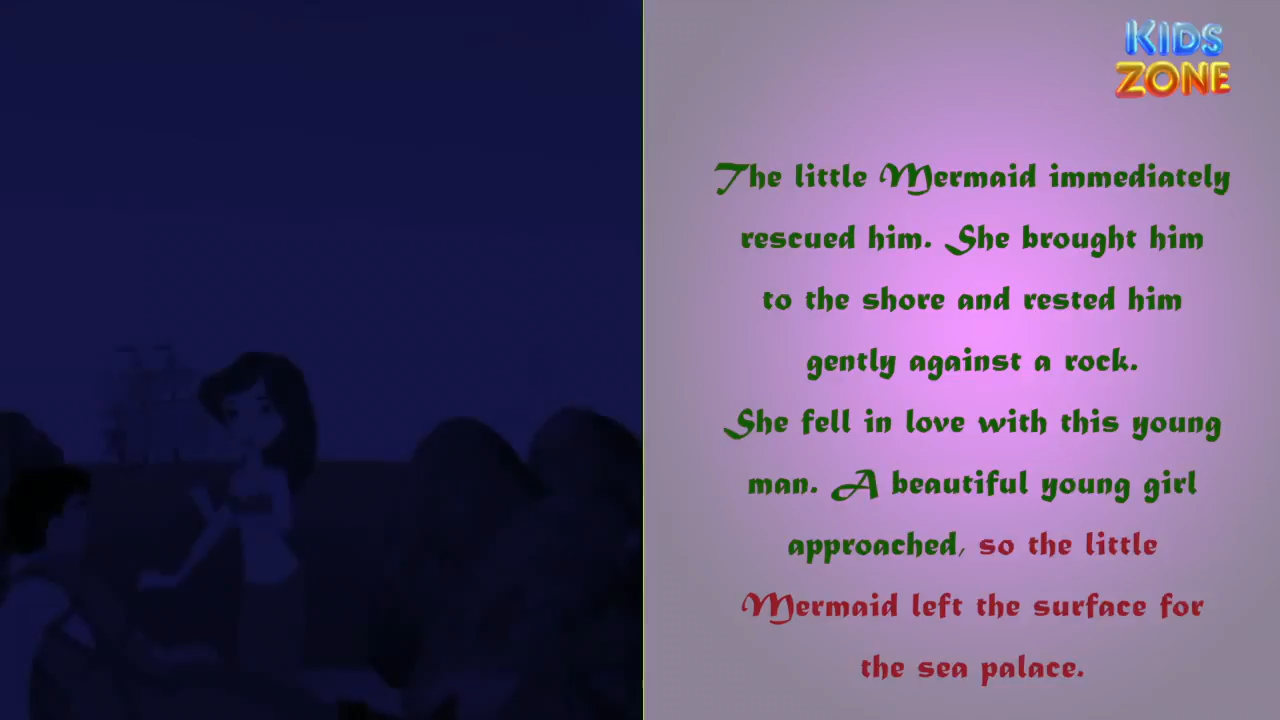 KIDS
ZONE
The little Mermaid immediately
rescued him. She brought him
to the shore and rested him
gently against a rock.
She fell in love with this young
man. A beautiful young girl
approached, so the little
Mermaid left the surface for
the sea palace.